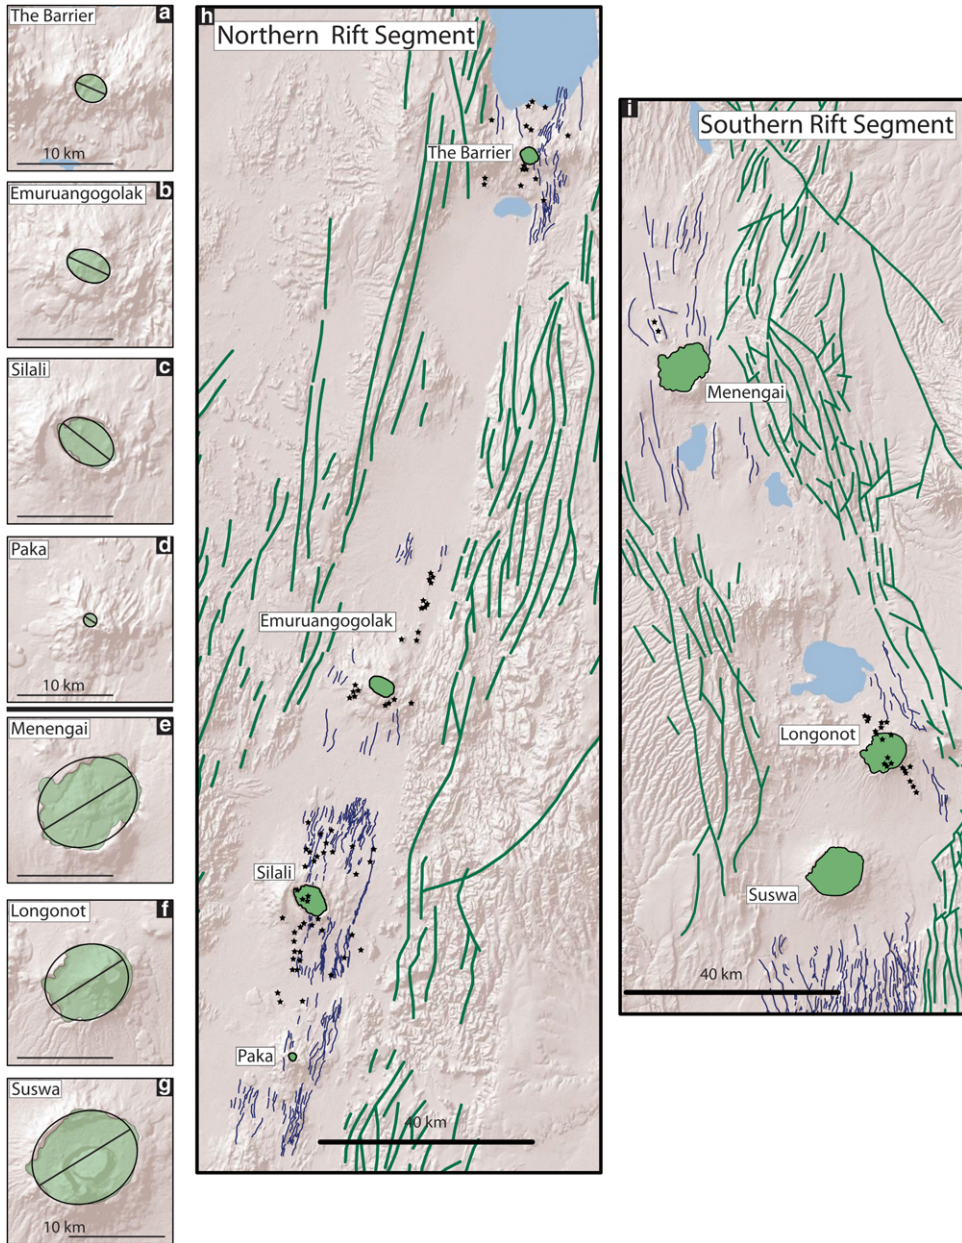 The Barrier
a
10 km
Emuruangogolak
b
Silali
c
Paka
d
10 km
Menengai
e
Longonot
f
Suswa
g
10 km
h
Northern Rift Segment
The Barrier
Emuruangogolak
Silali
Paka
40 km
i
Southern Rift Segment
Menengai
Longonot
Suswa
40 km